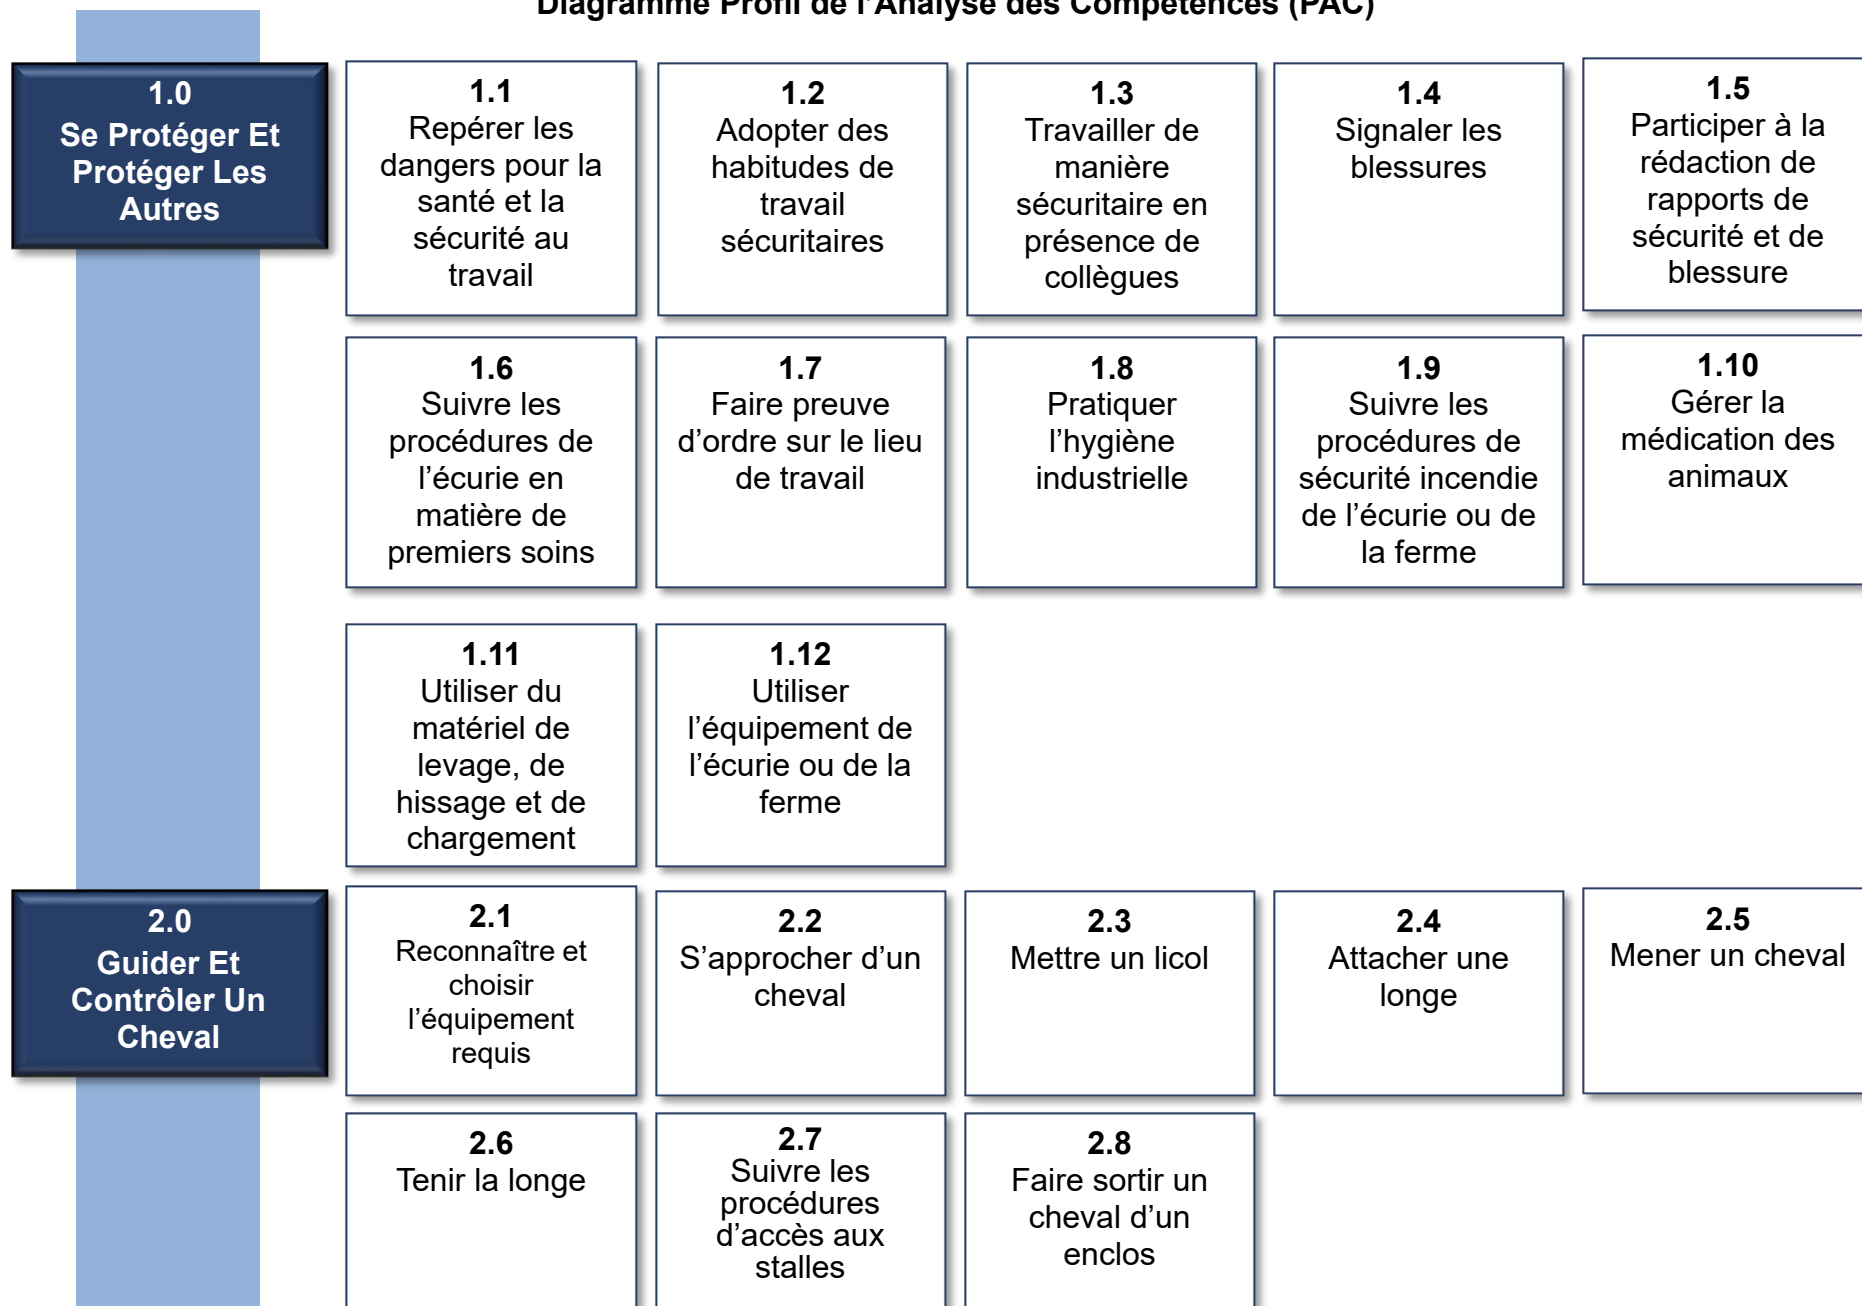 Diagramme Profil de l'Analyse des Compétences (PAC)
1.0
Se Protéger Et
Protéger Les
Autres
1.1
Repérer les
dangers pour la
santé et la
sécurité au
travail
1.2
Adopter des
habitudes de
travail
sécuritaires
1.3
Travailler de
manière
sécuritaire en
présence de
collègues
1.4
Signaler les
blessures
1.5
Participer à la
rédaction de
rapports de
sécurité et de
blessure
1.6
Suivre les
procédures de
l’écurie en
matière de
premiers soins
1.7
Faire preuve
d’ordre sur le lieu
de travail
1.8
Pratiquer
l’hygiène
industrielle
1.9
Suivre les
procédures de
sécurité incendie
de l’écurie ou de
la ferme
1.10
Gérer la
médication des
animaux
1.11
Utiliser du
matériel de
levage, de
hissage et de
chargement
1.12
Utiliser
l’équipement de
l’écurie ou de la
ferme
2.0
Guider Et
Contrôler Un
Cheval
2.1
Reconnaître et
choisir
l’équipement
requis
2.2
S’approcher d’un
cheval
2.3
Mettre un licol
2.4
Attacher une
longe
2.5
Mener un cheval
2.6
Tenir la longe
2.7
Suivre les
procédures
d’accès aux
stalles
2.8
Faire sortir un
cheval d’un
enclos